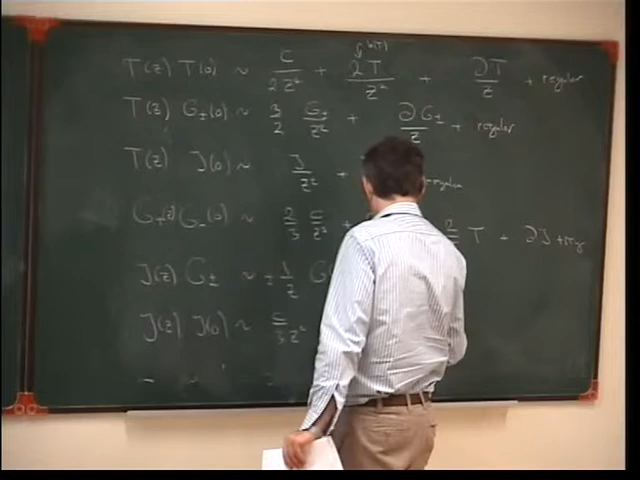 T(z) T(0) ~ c/2z⁴ + 2T/z² + ∂T/z + regular
T(z) G±(0) ~ 3/2 G±/z² + ∂G±/z + regular
T(z) J(0) ~ J/z² + regular
G+(z) G-(0) ~ 2/3 c/z² + 2 T + ∂J + reg
J(z) G± ~ ± 1/z G
J(z) J(0) ~ c/3z²